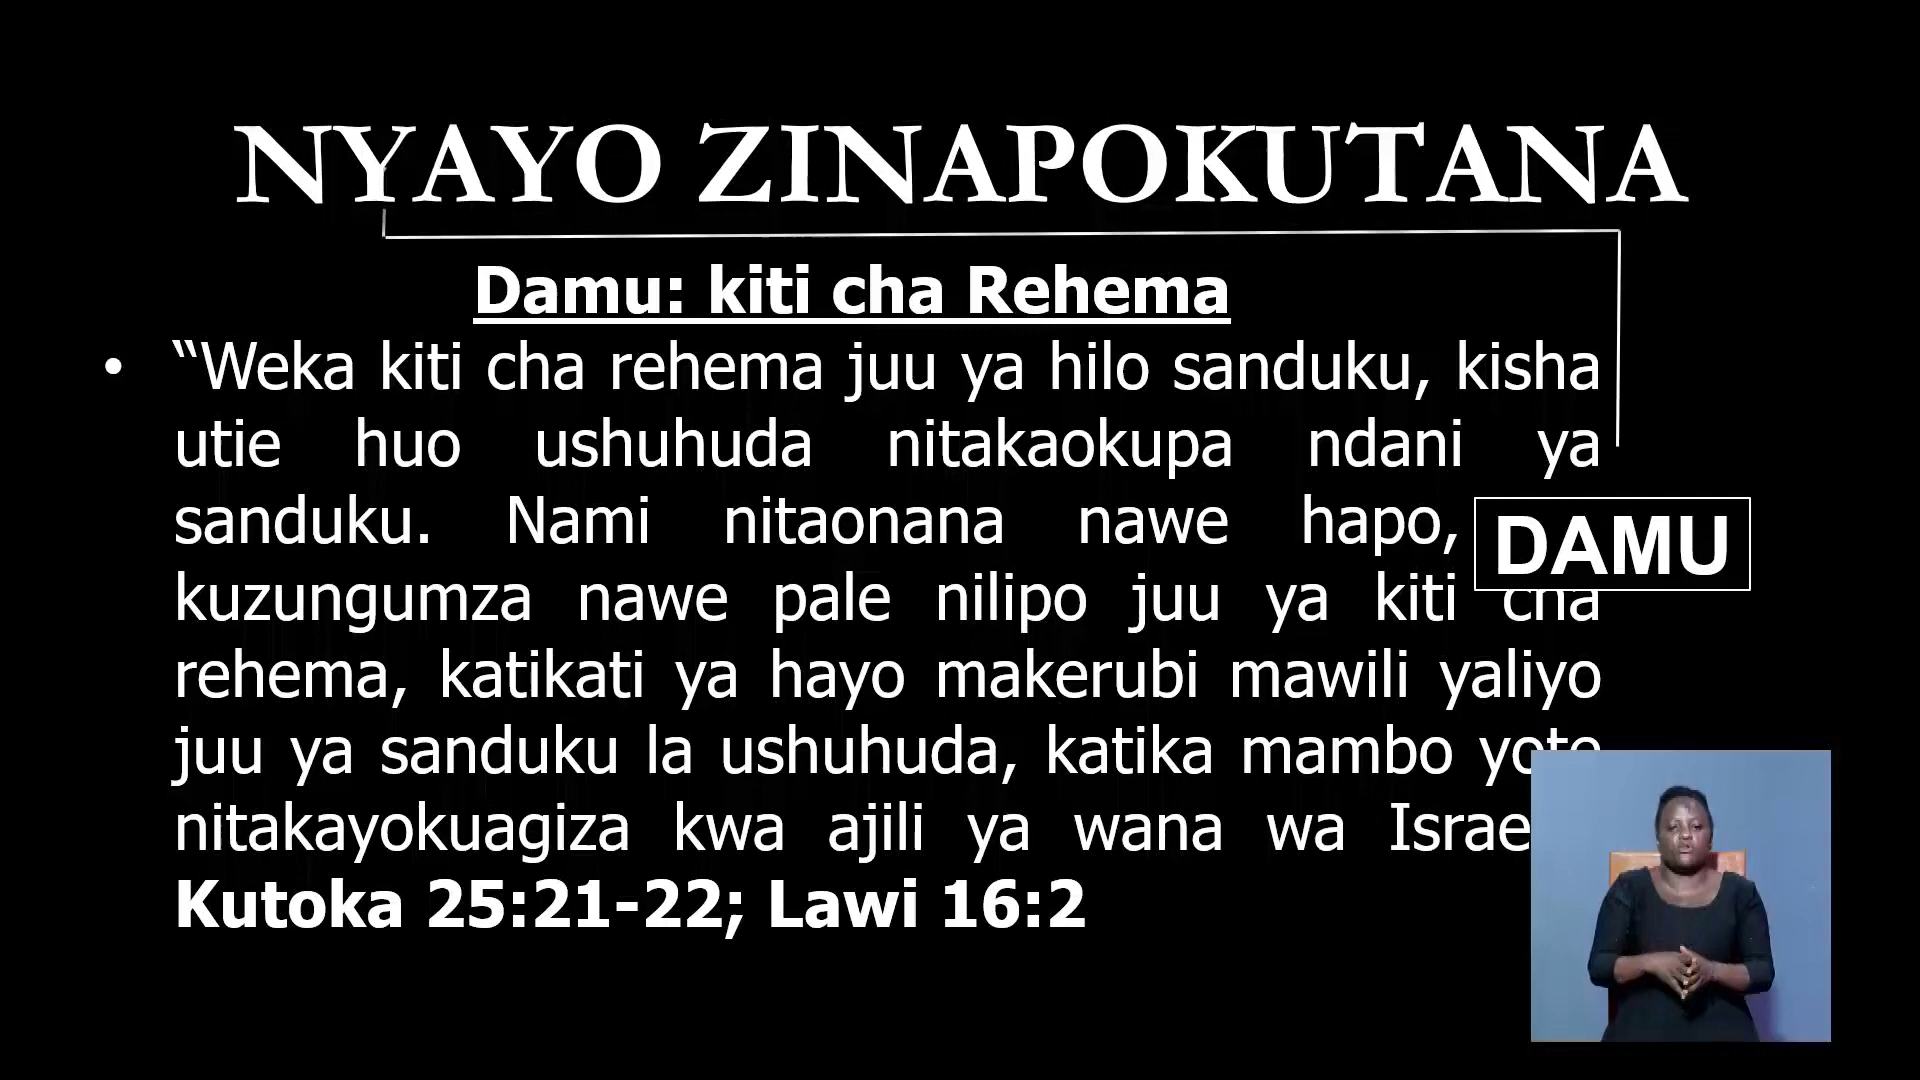 NYAYO ZINAPOKUTANA
Damu: kiti cha Rehema
• “Weka kiti cha rehema juu ya hilo sanduku, kisha
utie huo ushuhuda nitakaokupa ndani ya
sanduku. Nami nitaonana nawe hapo,
DAMU
kuzungumza nawe pale nilipo juu ya kiti cha
rehema, katikati ya hayo makerubi mawili yaliyo
juu ya sanduku la ushuhuda, katika mambo yote
nitakayokuagiza kwa ajili ya wana wa
Kutoka 25:21-22; Lawi 16:2